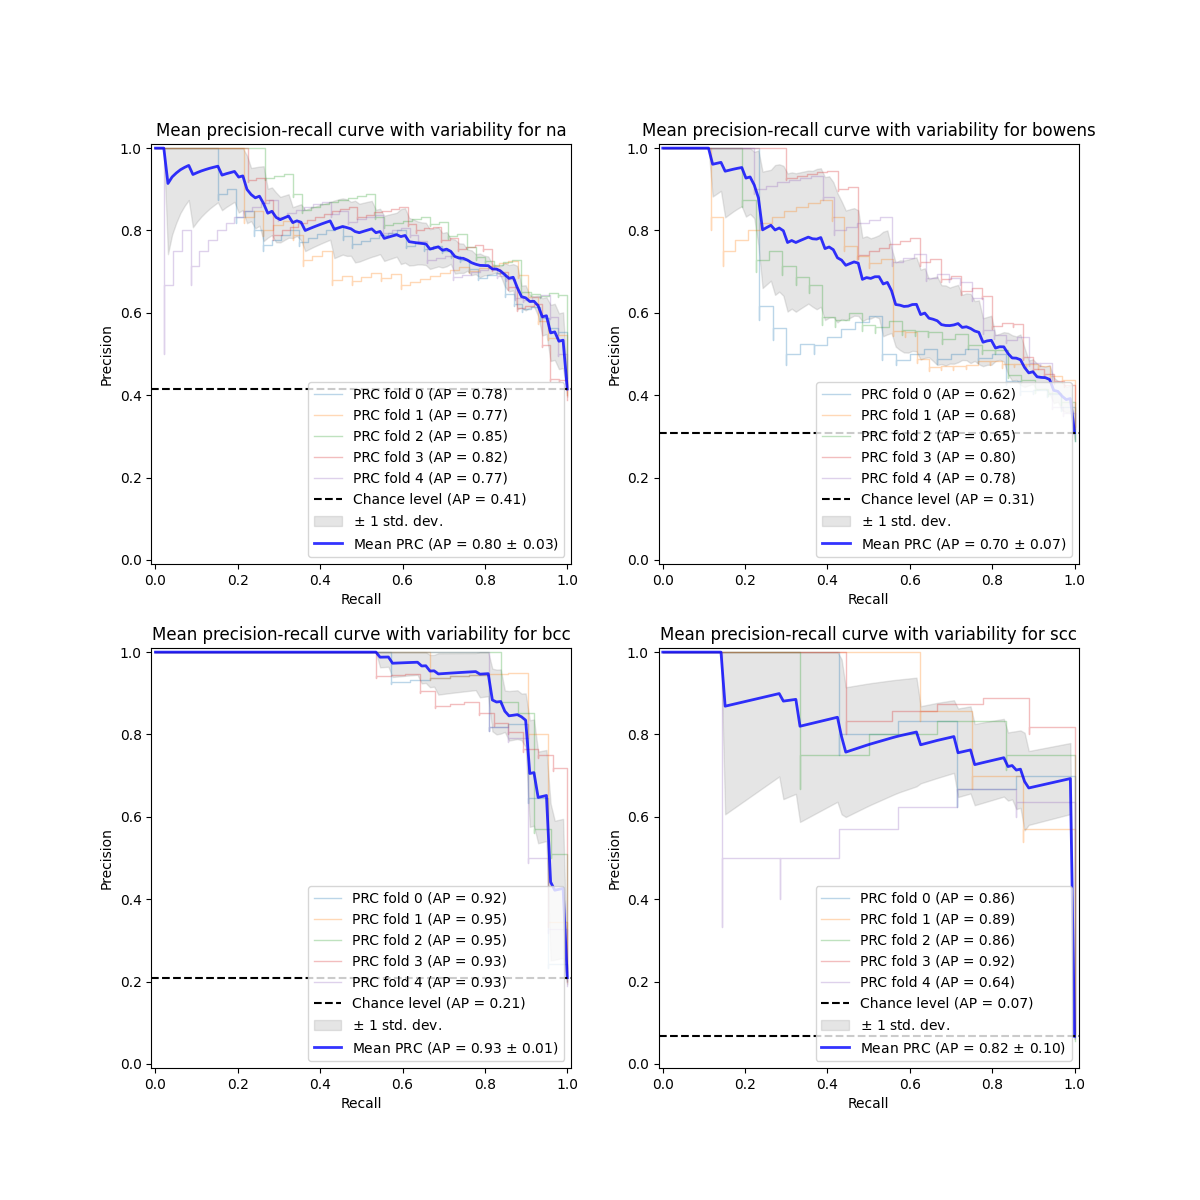 Mean precision-recall curve with variability for na
1.0
0.8
0.6
0.4
0.2
0.0
Precision
PRC fold 0 (AP = 0.78)
PRC fold 1 (AP = 0.77)
PRC fold 2 (AP = 0.85)
PRC fold 3 (AP = 0.82)
PRC fold 4 (AP = 0.77)
Chance level (AP = 0.41)
± 1 std. dev.
Mean PRC (AP = 0.80 ± 0.03)
0.0 0.2 0.4 0.6 0.8 1.0
Recall
Mean precision-recall curve with variability for bowens
1.0
0.8
0.6
0.4
0.2
0.0
Precision
PRC fold 0 (AP = 0.62)
PRC fold 1 (AP = 0.68)
PRC fold 2 (AP = 0.65)
PRC fold 3 (AP = 0.80)
PRC fold 4 (AP = 0.78)
Chance level (AP = 0.31)
± 1 std. dev.
Mean PRC (AP = 0.70 ± 0.07)
0.0 0.2 0.4 0.6 0.8 1.0
Recall
Mean precision-recall curve with variability for bcc
1.0
0.8
0.6
0.4
0.2
0.0
Precision
PRC fold 0 (AP = 0.92)
PRC fold 1 (AP = 0.95)
PRC fold 2 (AP = 0.95)
PRC fold 3 (AP = 0.93)
PRC fold 4 (AP = 0.93)
Chance level (AP = 0.21)
± 1 std. dev.
Mean PRC (AP = 0.93 ± 0.01)
0.0 0.2 0.4 0.6 0.8 1.0
Recall
Mean precision-recall curve with variability for scc
1.0
0.8
0.6
0.4
0.2
0.0
Precision
PRC fold 0 (AP = 0.86)
PRC fold 1 (AP = 0.89)
PRC fold 2 (AP = 0.86)
PRC fold 3 (AP = 0.92)
PRC fold 4 (AP = 0.64)
Chance level (AP = 0.07)
± 1 std. dev.
Mean PRC (AP = 0.82 ± 0.10)
0.0 0.2 0.4 0.6 0.8 1.0
Recall